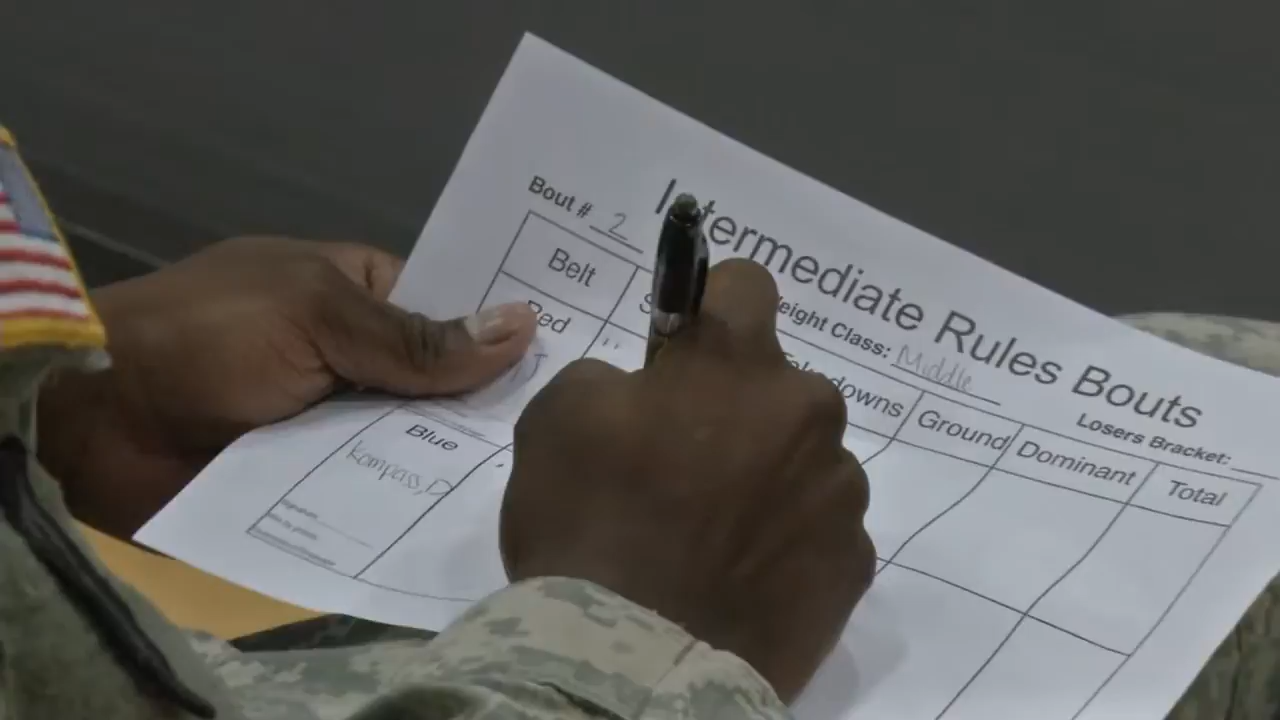 Intermediate Rules Bouts
Bout # 2
Weight Class: Middle
Losers Bracket:
Belt
Takedowns
Ground
Dominant
Total
Red
Blue
Kompass, D